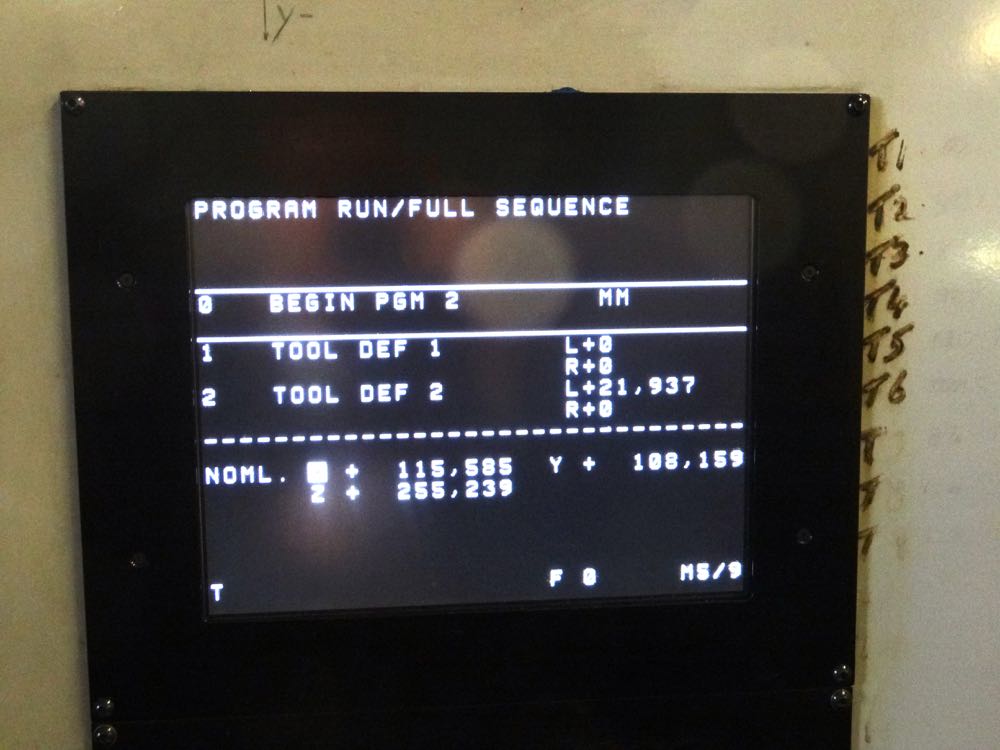 y-
PROGRAM RUN/FULL SEQUENCE
0 BEGIN PGM 2 MM
1 TOOL DEF 1 L+0
R+0
2 TOOL DEF 2 L+21,937
R+0
NOML. + 115,585 Y + 108,159
Z + 255,239
T F 0 M5/9
T1
T2
T3
T4
T5
T6
T
T
T